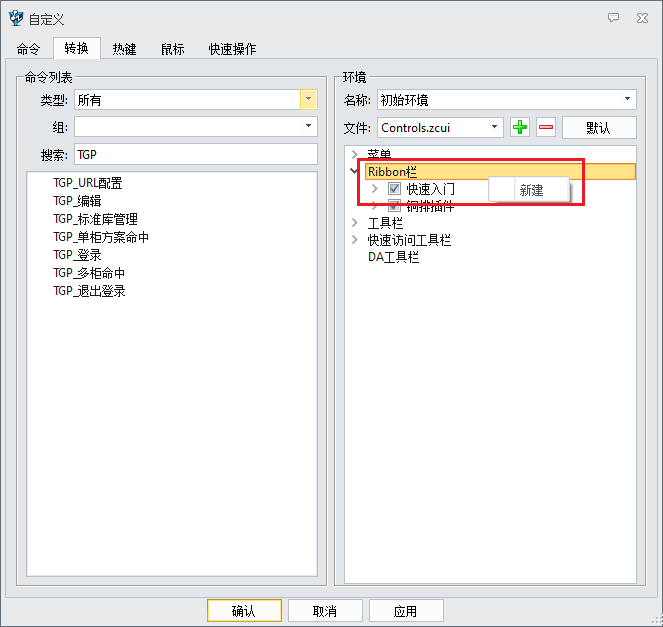 自定义
命令 转换 热键 鼠标 快速操作
命令列表
类型: 所有
组:
搜索: TGP
TGP_URL配置
TGP_编辑
TGP_标准库管理
TGP_单柜方案命中
TGP_登录
TGP_多柜命中
TGP_退出登录
环境
名称: 初始环境
文件: Controls.zcui 默认
菜单
Ribbon栏
快速入门
新建
铜排插件
工具栏
快速访问工具栏
DA工具栏
确认 取消 应用